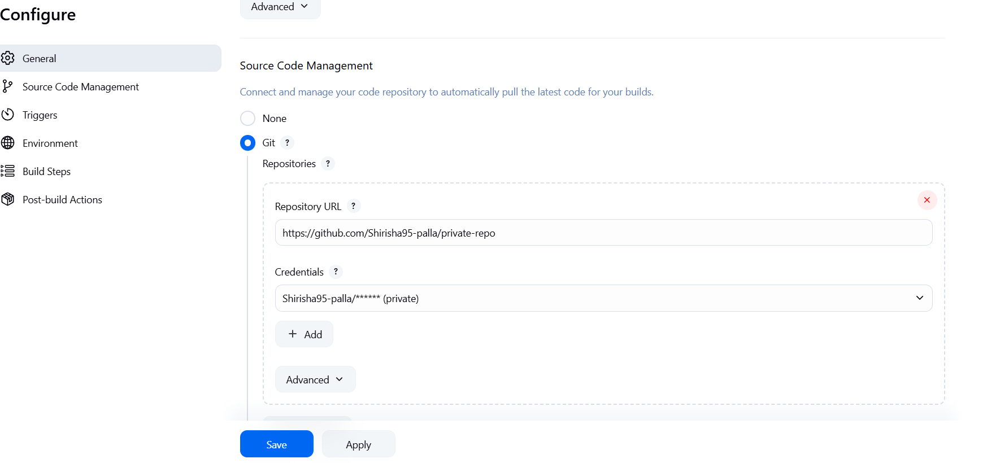 Configure
General
Source Code Management
Triggers
Environment
Build Steps
Post-build Actions
Advanced
Source Code Management
Connect and manage your code repository to automatically pull the latest code for your builds.
None
Git ?
Repositories ?
Repository URL ?
https://github.com/Shirisha95-palla/private-repo
Credentials ?
Shirisha95-palla/****** (private)
+ Add
Advanced
Save
Apply